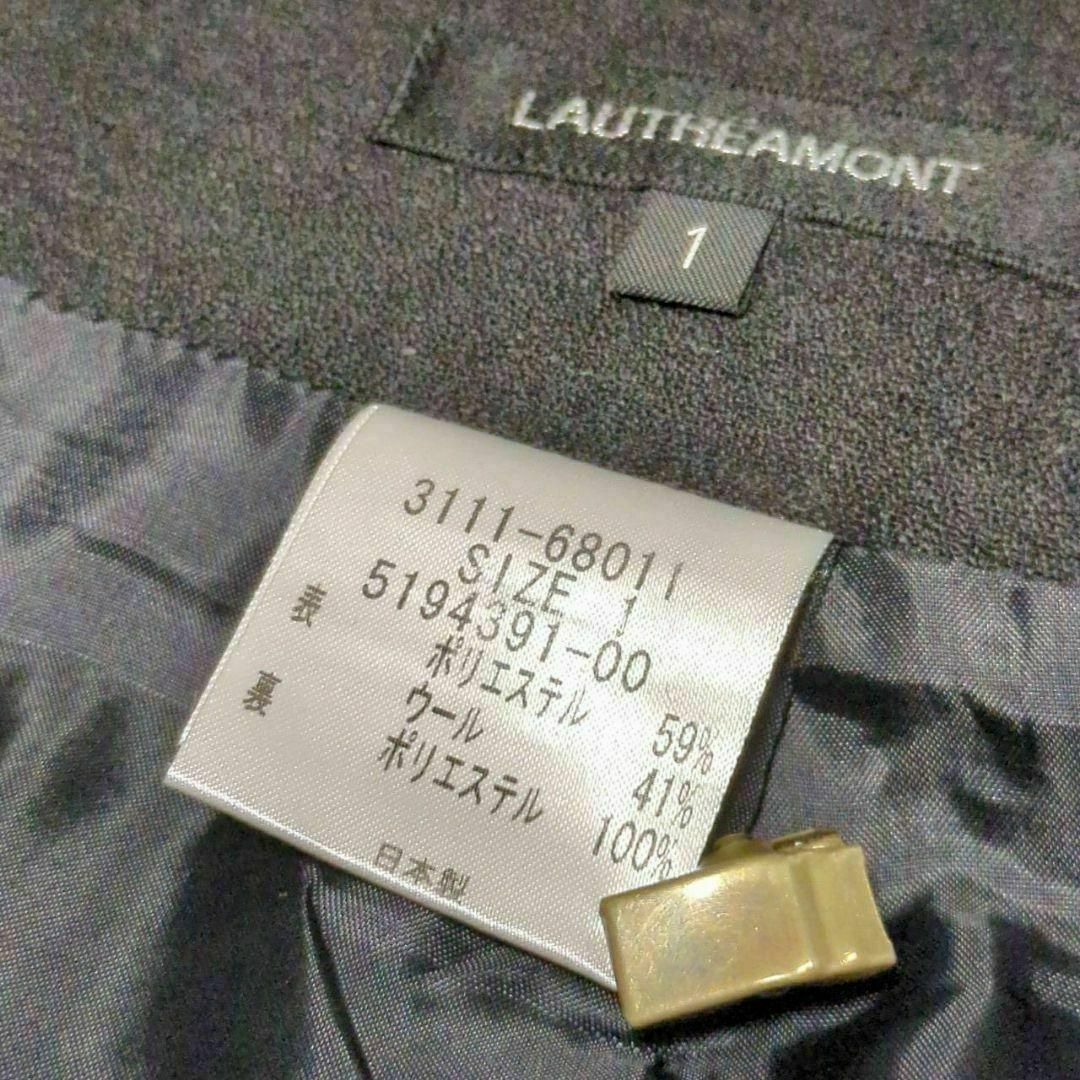 LAUTREAMONT
1
3111-68011
SIZE 1
5194391-00
表 ポリエステル 59%
ウール 41%
裏 ポリエステル 100%
日本製